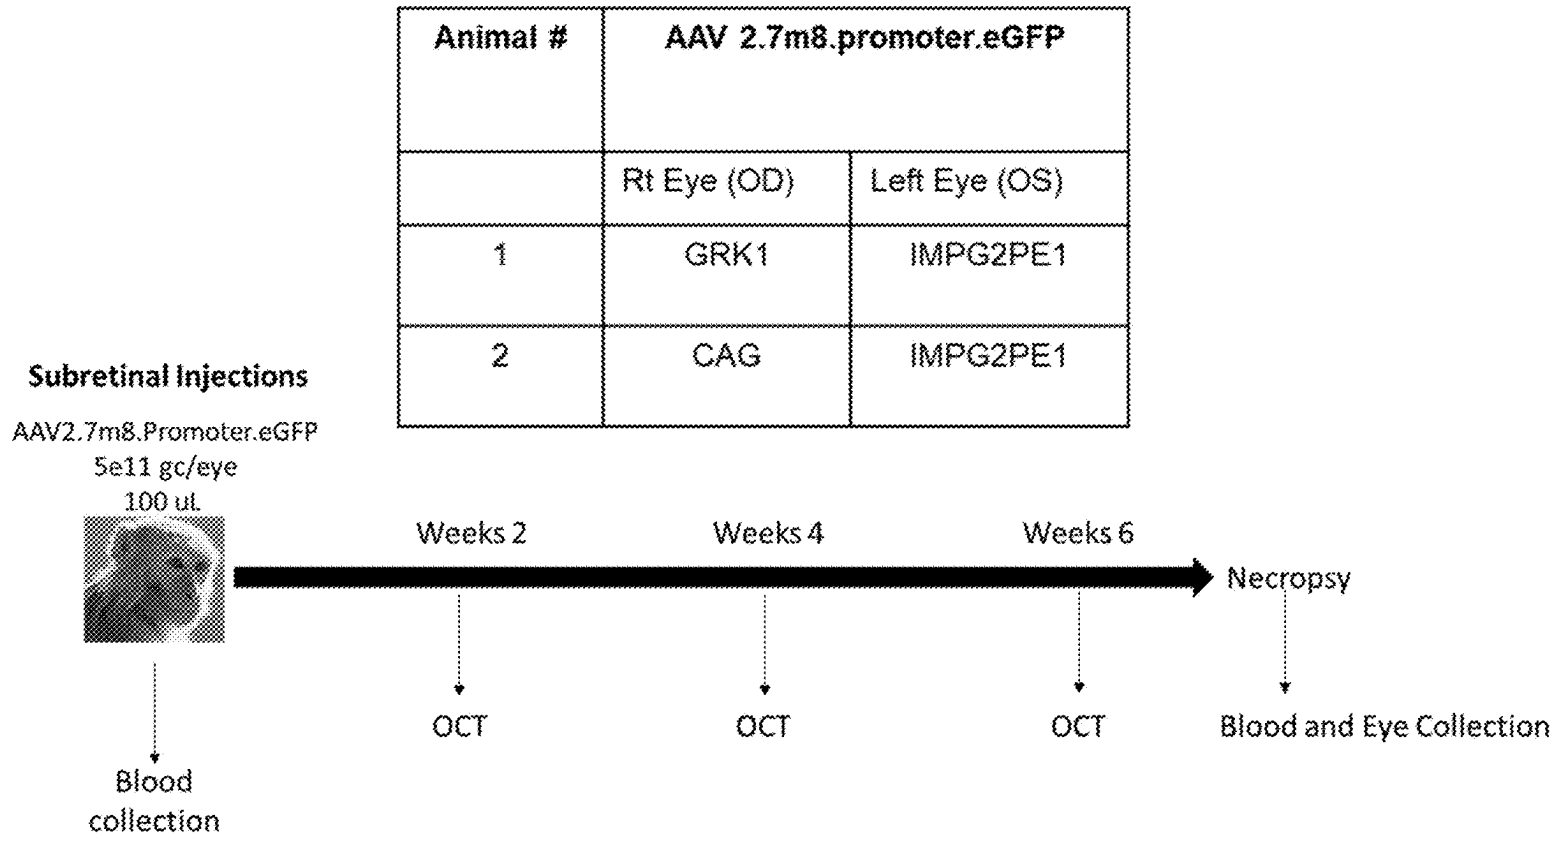 Animal # AAV 2.7m8.promoter.eGFP
Rt Eye (OD) Left Eye (OS)
1 GRK1 IMPG2PE1
2 CAG IMPG2PE1
Subretinal Injections
AAV2.7m8.Promoter.eGFP
5e11 gc/eye
100 uL
Weeks 2 Weeks 4 Weeks 6
Necropsy
OCT OCT OCT Blood and Eye Collection
Blood
collection